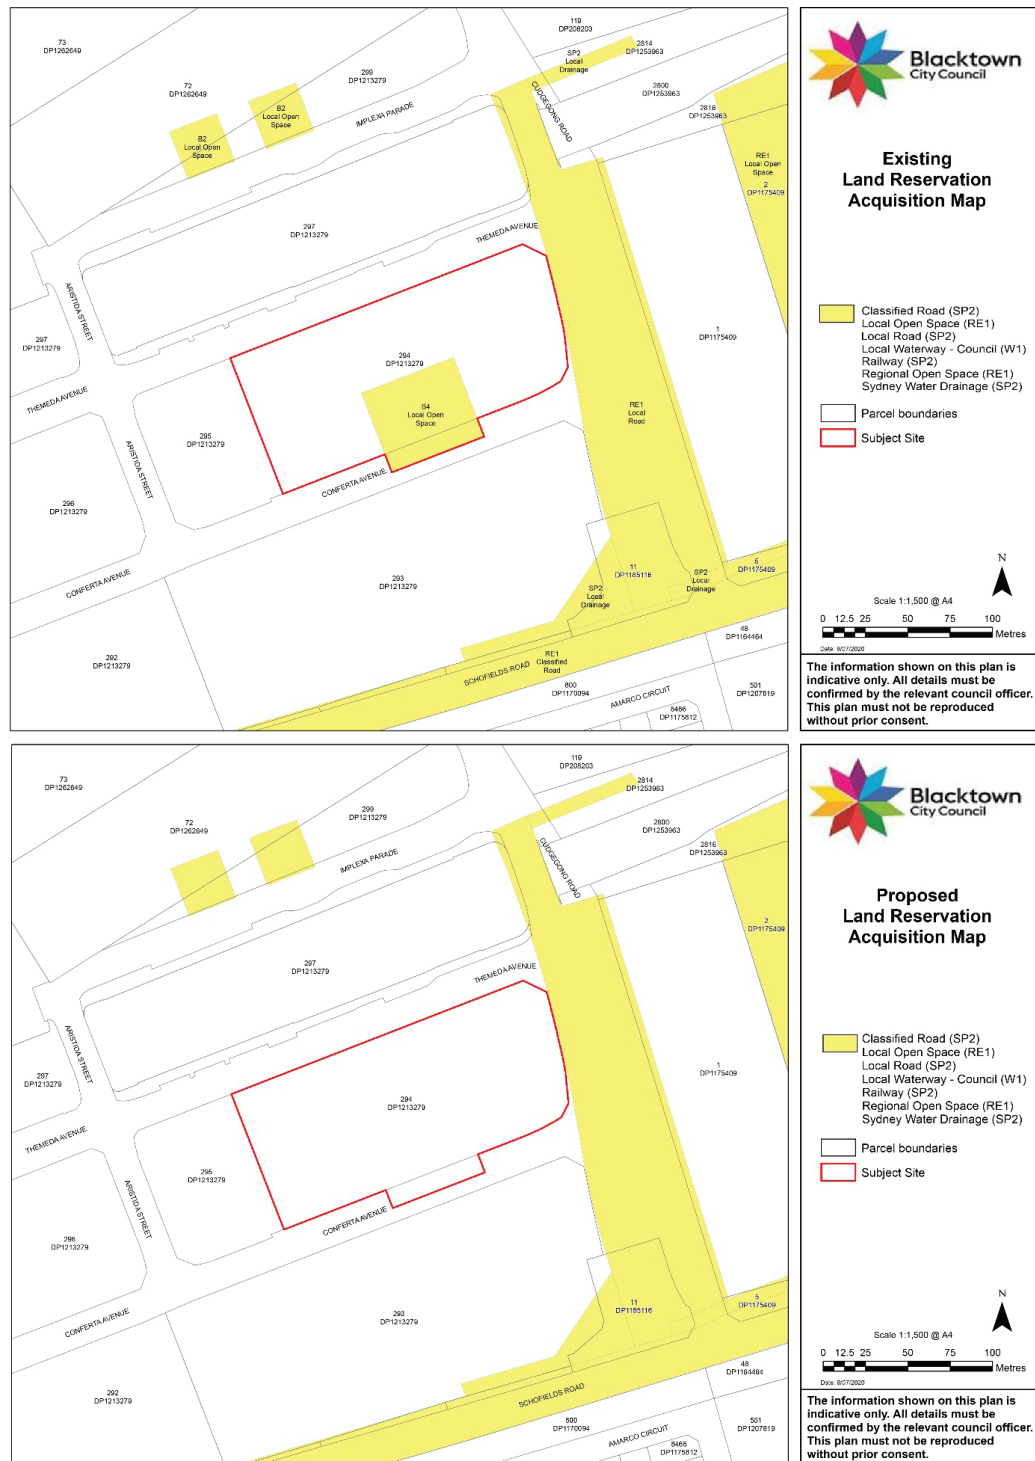 73
DP1262649
72
DP1262649
B2
Local Open
Space
B2
Local Open
Space
299
DP1213279
IMPLEXA PARADE
119
DP208203
SP2
Local
Drainage
2814
DP1253963
CUDGEGONG ROAD
2800
DP1253963
2816
DP1253963
RE1
Local Open
Space
2
DP1175409
297
DP1213279
THEMEDA AVENUE
ARISTIDA STREET
297
DP1213279
THEMEDA AVENUE
294
DP1213279
B4
Local Open
Space
1
DP1175409
RE1
Local
Road
295
DP1213279
ARISTIDA STREET
CONFERTA AVENUE
296
DP1213279
CONFERTA AVENUE
293
DP1213279
11
DP1185116
SP2
Local
Drainage
SP2
Local
Drainage
5
DP1175409
292
DP1213279
RE1
Classified
Road
SCHOFIELDS ROAD
48
DP1164464
800
DP1170094
AMARCO CIRCUIT
501
DP1207819
8466
DP1175812
Blacktown
City Council
Existing
Land Reservation
Acquisition Map
Classified Road (SP2)
Local Open Space (RE1)
Local Road (SP2)
Local Waterway - Council (W1)
Railway (SP2)
Regional Open Space (RE1)
Sydney Water Drainage (SP2)
Parcel boundaries
Subject Site
N
Scale 1:1,500 @ A4
0 12.5 25 50 75 100
Metres
Date: 9/07/2020
The information shown on this plan is
indicative only. All details must be
confirmed by the relevant council officer.
This plan must not be reproduced
without prior consent.
73
DP1262649
72
DP1262649
299
DP1213279
IMPLEXA PARADE
119
DP208203
2814
DP1253963
CUDGEGONG ROAD
2800
DP1253963
2816
DP1253963
2
DP1175409
297
DP1213279
THEMEDA AVENUE
ARISTIDA STREET
297
DP1213279
THEMEDA AVENUE
294
DP1213279
1
DP1175409
295
DP1213279
ARISTIDA STREET
CONFERTA AVENUE
296
DP1213279
CONFERTA AVENUE
293
DP1213279
11
DP1185116
5
DP1175409
292
DP1213279
SCHOFIELDS ROAD
48
DP1164464
800
DP1170094
AMARCO CIRCUIT
501
DP1207819
8466
DP1175812
Blacktown
City Council
Proposed
Land Reservation
Acquisition Map
Classified Road (SP2)
Local Open Space (RE1)
Local Road (SP2)
Local Waterway - Council (W1)
Railway (SP2)
Regional Open Space (RE1)
Sydney Water Drainage (SP2)
Parcel boundaries
Subject Site
N
Scale 1:1,500 @ A4
0 12.5 25 50 75 100
Metres
Date: 9/07/2020
The information shown on this plan is
indicative only. All details must be
confirmed by the relevant council officer.
This plan must not be reproduced
without prior consent.